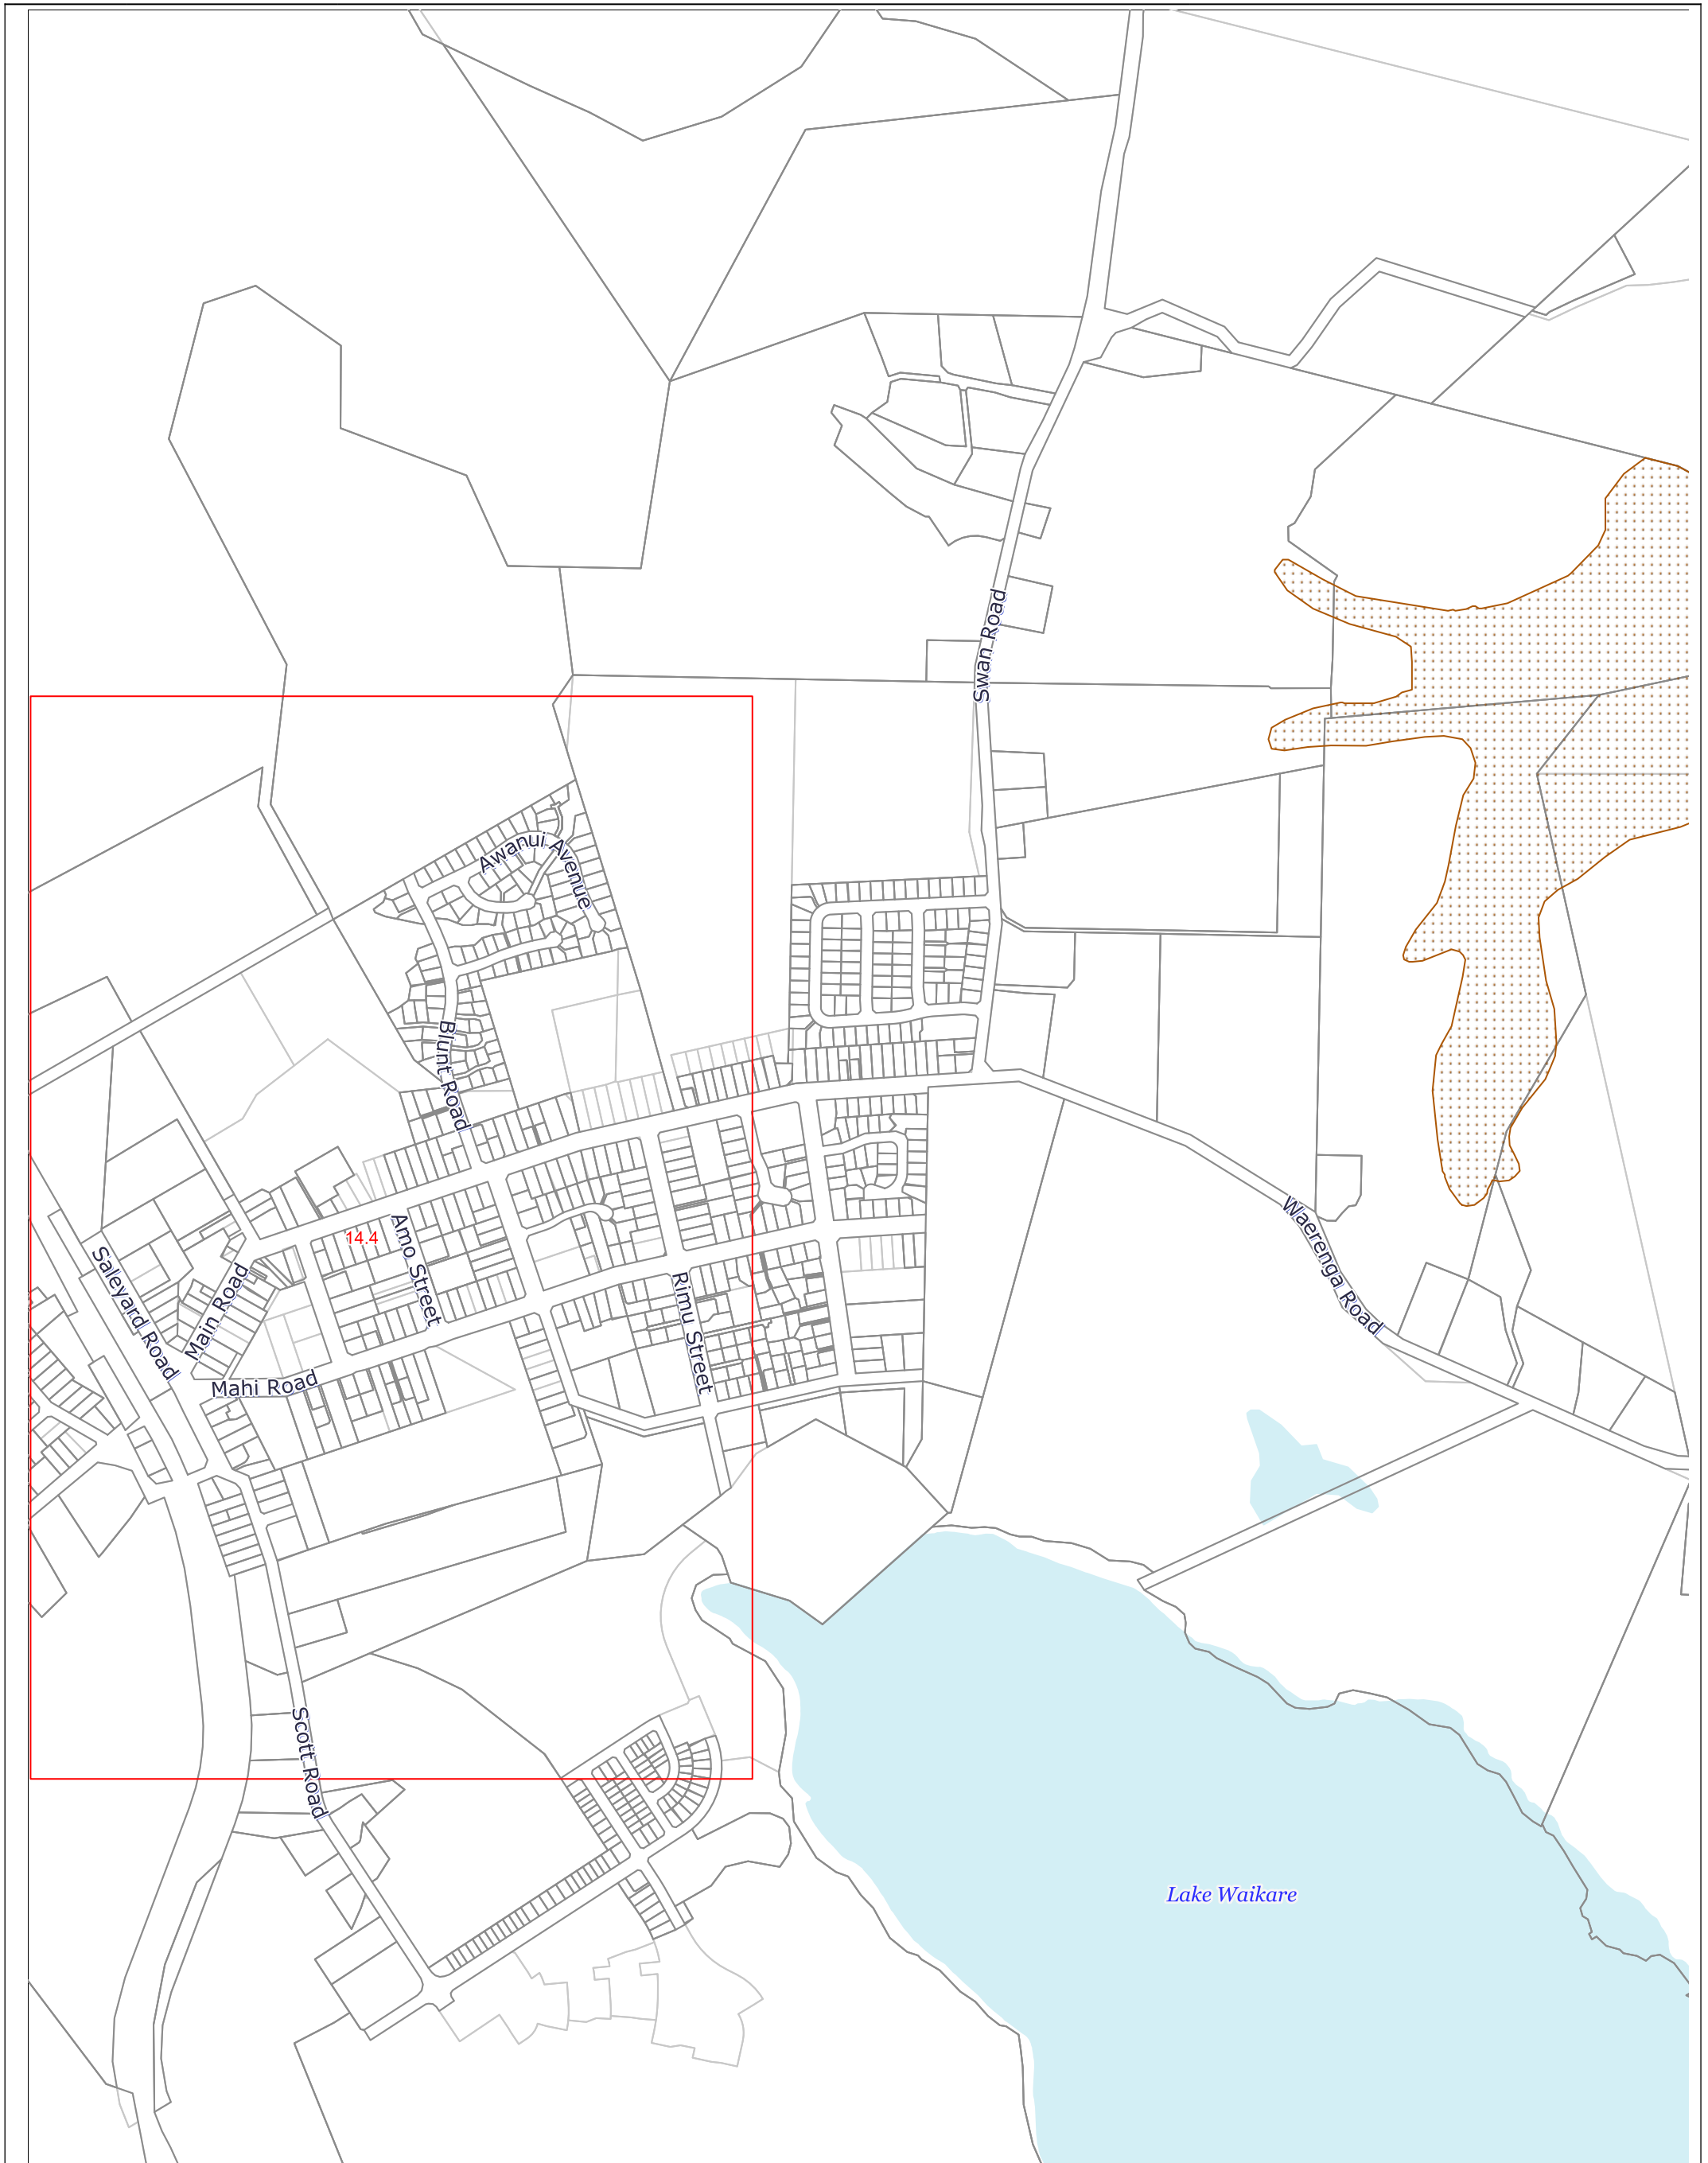 Swan Road
Awanui Avenue
Blunt Road
14.4
Amo Street
Saleyard Road
Main Road
Rimu Street
Waerenga Road
Mahi Road
Scott Road
Lake Waikare